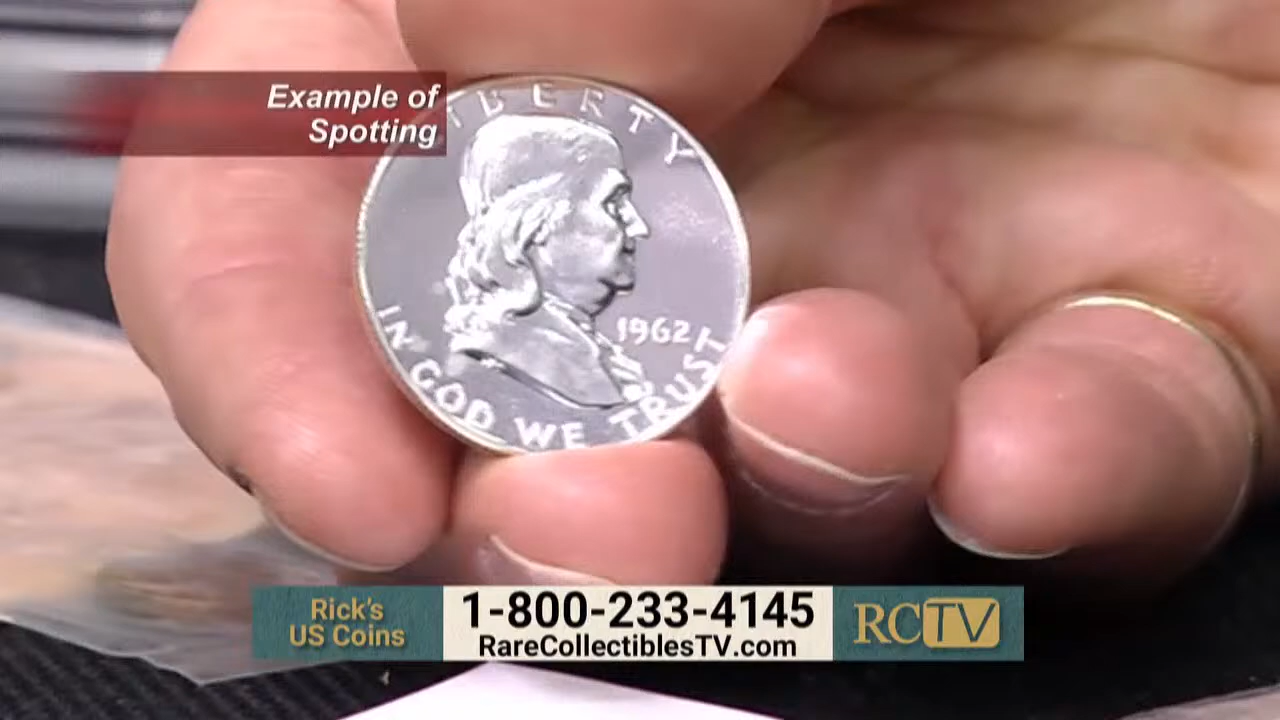 Example of
Spotting
LIBERTY
1962
IN GOD WE TRUST
Rick's
US Coins
1-800-233-4145
RareCollectiblesTV.com
RCTV